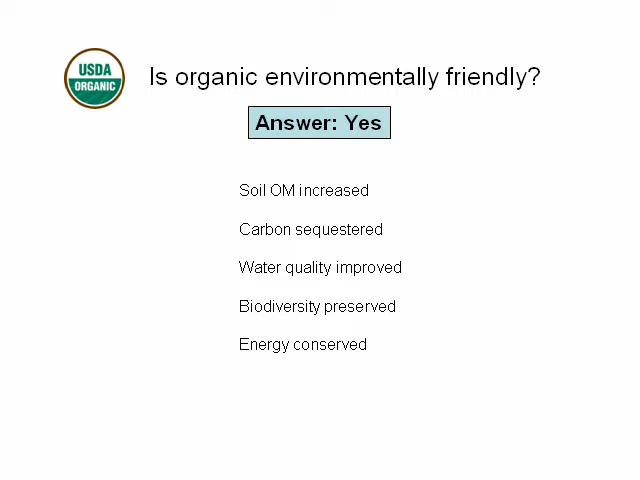 USDA
ORGANIC
Is organic environmentally friendly?
Answer: Yes
Soil OM increased
Carbon sequestered
Water quality improved
Biodiversity preserved
Energy conserved